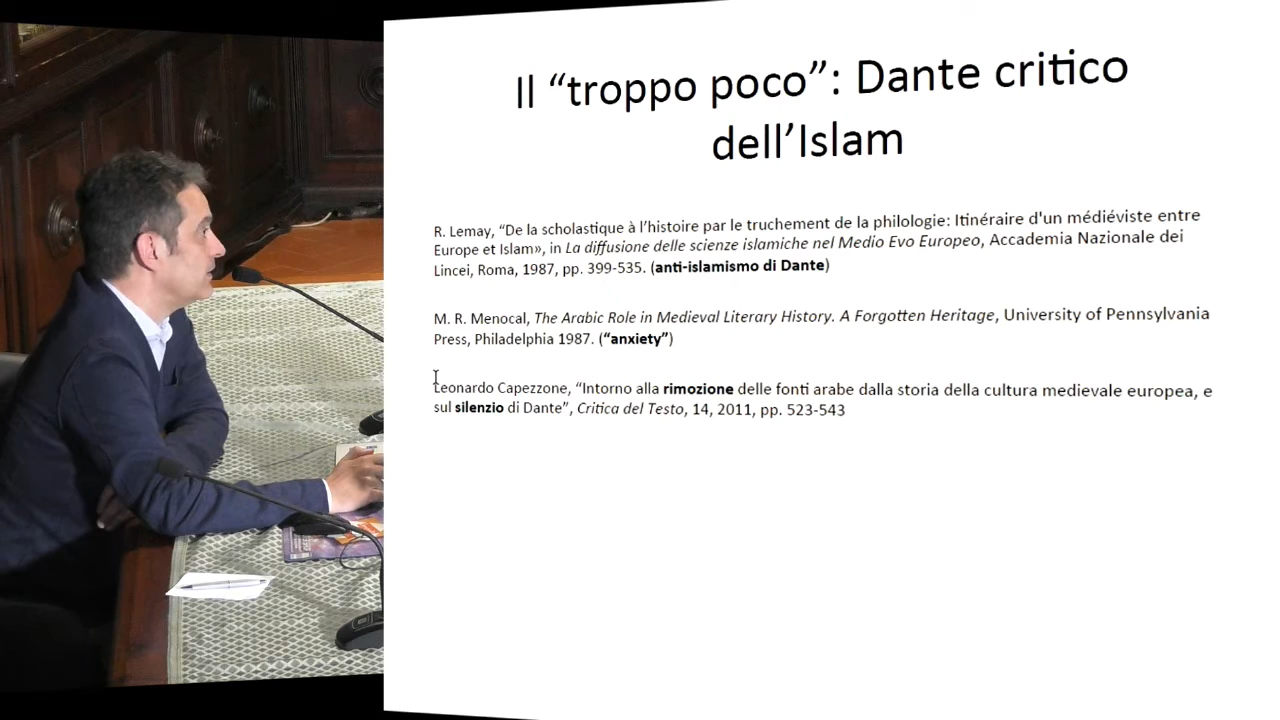 Il “troppo poco”: Dante critico
dell’Islam
R. Lemay, “De la scholastique à l’histoire par le truchement de la philologie: Itinéraire d'un médiéviste entre
Europe et Islam», in La diffusione delle scienze islamiche nel Medio Evo Europeo, Accademia Nazionale dei
Lincei, Roma, 1987, pp. 399-535. (anti-islamismo di Dante)
M. R. Menocal, The Arabic Role in Medieval Literary History. A Forgotten Heritage, University of Pennsylvania
Press, Philadelphia 1987. (“anxiety”)
Leonardo Capezzone, “Intorno alla rimozione delle fonti arabe dalla storia della cultura medievale europea, e
sul silenzio di Dante”, Critica del Testo, 14, 2011, pp. 523-543